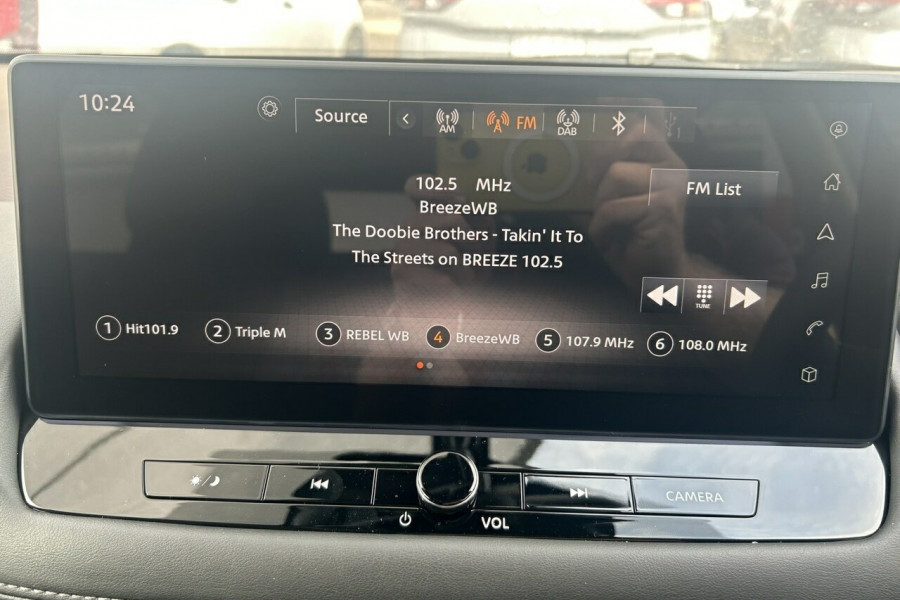 10:24
Source
AM
FM
DAB
102.5 MHz
FM List
BreezeWB
The Doobie Brothers - Takin' It To
The Streets on BREEZE 102.5
TUNE
1 Hit101.9
2 Triple M
3 REBEL WB
4 BreezeWB
5 107.9 MHz
6 108.0 MHz
CAMERA
VOL